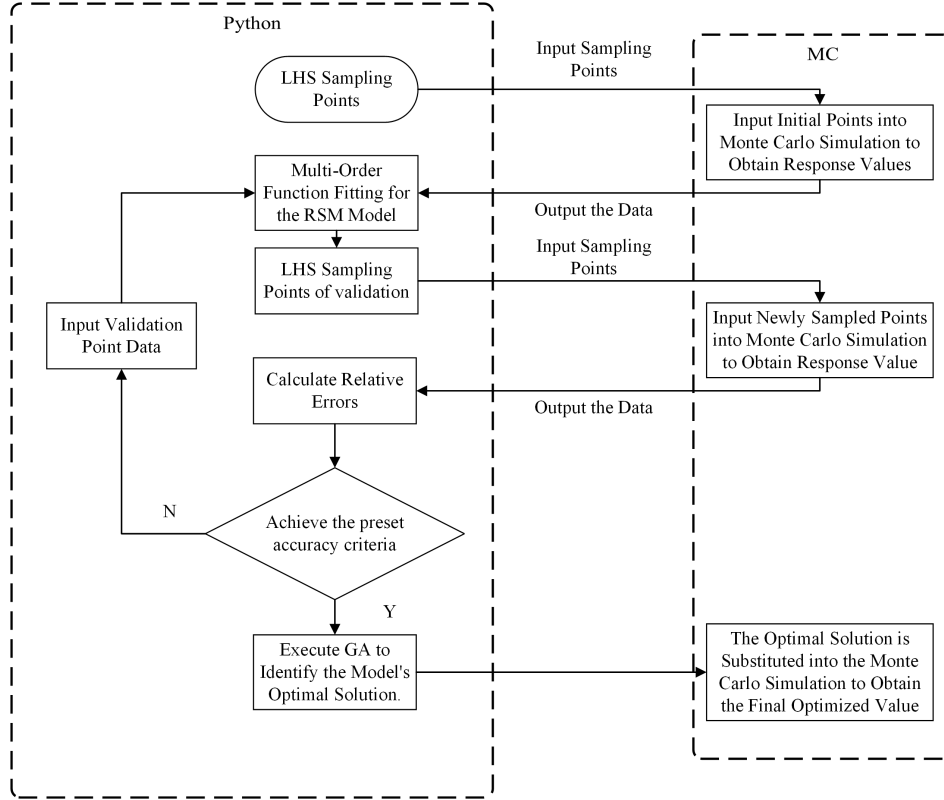 Python
MC
LHS Sampling
Points
Input Sampling
Points
Input Initial Points into
Monte Carlo Simulation to
Obtain Response Values
Multi-Order
Function Fitting for
the RSM Model
Output the Data
LHS Sampling
Points of validation
Input Sampling
Points
Input Newly Sampled Points
into Monte Carlo Simulation
to Obtain Response Value
Input Validation
Point Data
Calculate Relative
Errors
Output the Data
Achieve the preset
accuracy criteria
N
Y
Execute GA to
Identify the Model's
Optimal Solution.
The Optimal Solution is
Substituted into the Monte
Carlo Simulation to Obtain
the Final Optimized Value